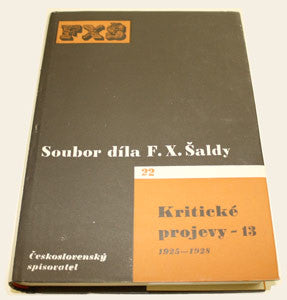 FXŠ
Soubor díla F. X. Šaldy
22
Kritické
projevy - 13
1925—1928
Československý
spisovatel